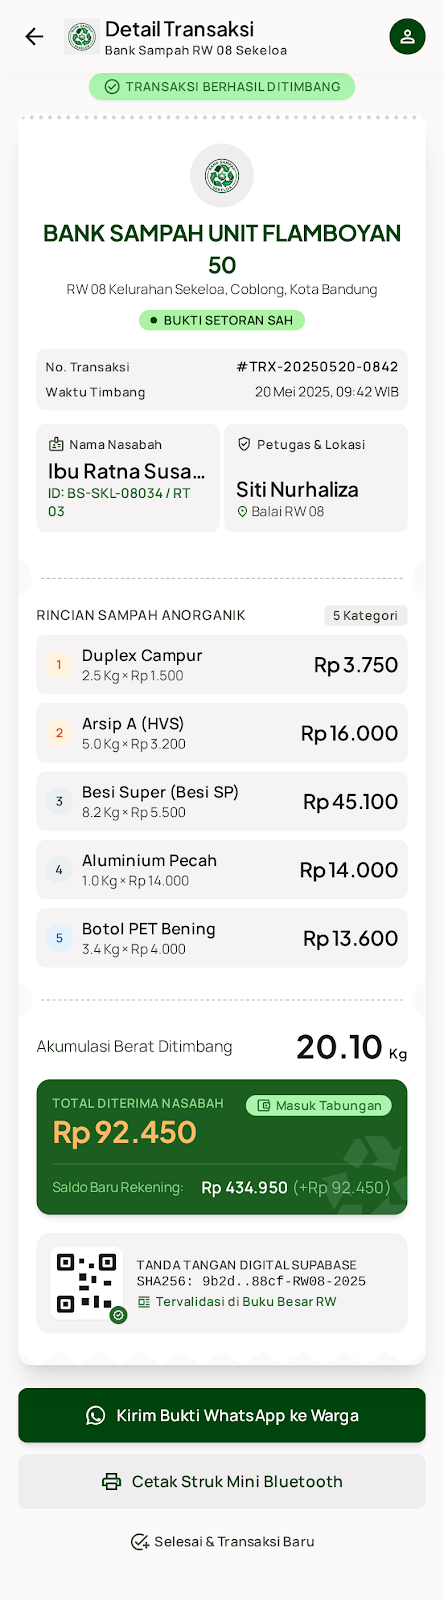 Detail Transaksi
Bank Sampah RW 08 Sekeloa
TRANSAKSI BERHASIL DITIMBANG
BANK SAMPAH UNIT FLAMBOYAN
50
RW 08 Kelurahan Sekeloa, Coblong, Kota Bandung
BUKTI SETORAN SAH
No. Transaksi #TRX-20250520-0842
Waktu Timbang 20 Mei 2025, 09:42 WIB
Nama Nasabah
Ibu Ratna Susa...
ID: BS-SKL-08034 / RT
03
Petugas & Lokasi
Siti Nurhaliza
Balai RW 08
RINCIAN SAMPAH ANORGANIK 5 Kategori
1 Duplex Campur Rp 3.750
2.5 Kg × Rp 1.500
2 Arsip A (HVS) Rp 16.000
5.0 Kg × Rp 3.200
3 Besi Super (Besi SP) Rp 45.100
8.2 Kg × Rp 5.500
4 Aluminium Pecah Rp 14.000
1.0 Kg × Rp 14.000
5 Botol PET Bening Rp 13.600
3.4 Kg × Rp 4.000
Akumulasi Berat Ditimbang 20.10 Kg
TOTAL DITERIMA NASABAH Masuk Tabungan
Rp 92.450
Saldo Baru Rekening: Rp 434.950 (+Rp 92.450)
TANDA TANGAN DIGITAL SUPABASE
SHA256: 9b2d..88cf-RW08-2025
Tervalidasi di Buku Besar RW
Kirim Bukti WhatsApp ke Warga
Cetak Struk Mini Bluetooth
Selesai & Transaksi Baru